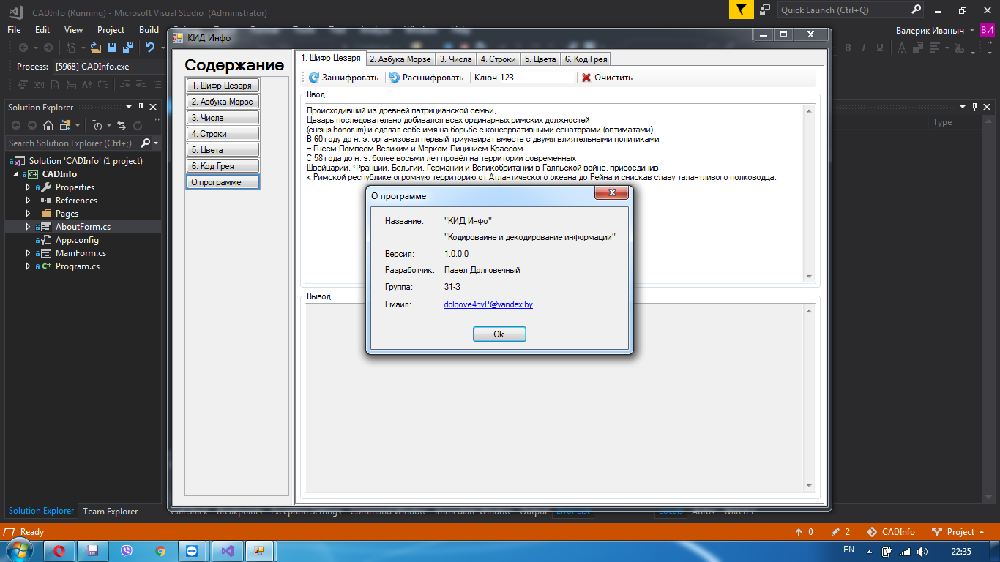 CADInfo (Running) - Microsoft Visual Studio (Administrator)
Quick Launch (Ctrl+Q)
File Edit View Project Build
Валерик Иваныч ВИ
Process: [5968] CADInfo.exe
Solution Explorer
Search Solution Explorer (Ctrl+;)
Solution 'CADInfo' (1 project)
CADInfo
Properties
References
Pages
AboutForm.cs
App.config
MainForm.cs
Program.cs
Solution Explorer Team Explorer
КИД Инфо
Содержание
1. Шифр Цезаря
2. Азбука Морзе
3. Числа
4. Строки
5. Цвета
6. Код Грея
О программе
1. Шифр Цезаря 2. Азбука Морзе 3. Числа 4. Строки 5. Цвета 6. Код Грея
Зашифровать Расшифровать Ключ 123 Очистить
Ввод
Происходивший из древней патрицианской семьи,
Цезарь последовательно добивался всех ординарных римских должностей
(cursus honorum) и сделал себе имя на борьбе с консервативными сенаторами (оптиматами).
В 60 году до н. э. организовал первый триумвират вместе с двумя влиятельными политиками
– Гнеем Помпеем Великим и Марком Лицинием Крассом.
С 58 года до н. э. более восьми лет провёл на территории современных
Швейцарии, Франции, Бельгии, Германии и Великобритании в Галльской войне, присоединив
к Римской республике огромную территорию от Атлантического океана до Рейна и снискав славу талантливого полководца.
Вывод
О программе
Название: "КИД Инфо"
"Кодироваине и декодирование информации"
Версия: 1.0.0.0
Разработчик: Павел Долговечный
Группа: 31-З
Емаил: dolgove4nyP@yandex.by
Ok
Type
Call Stack Breakpoints Exception Settings Command Window Immediate Window Output Error List Locals Autos Watch 1
Ready
0 2 CADInfo Project
EN 22:35